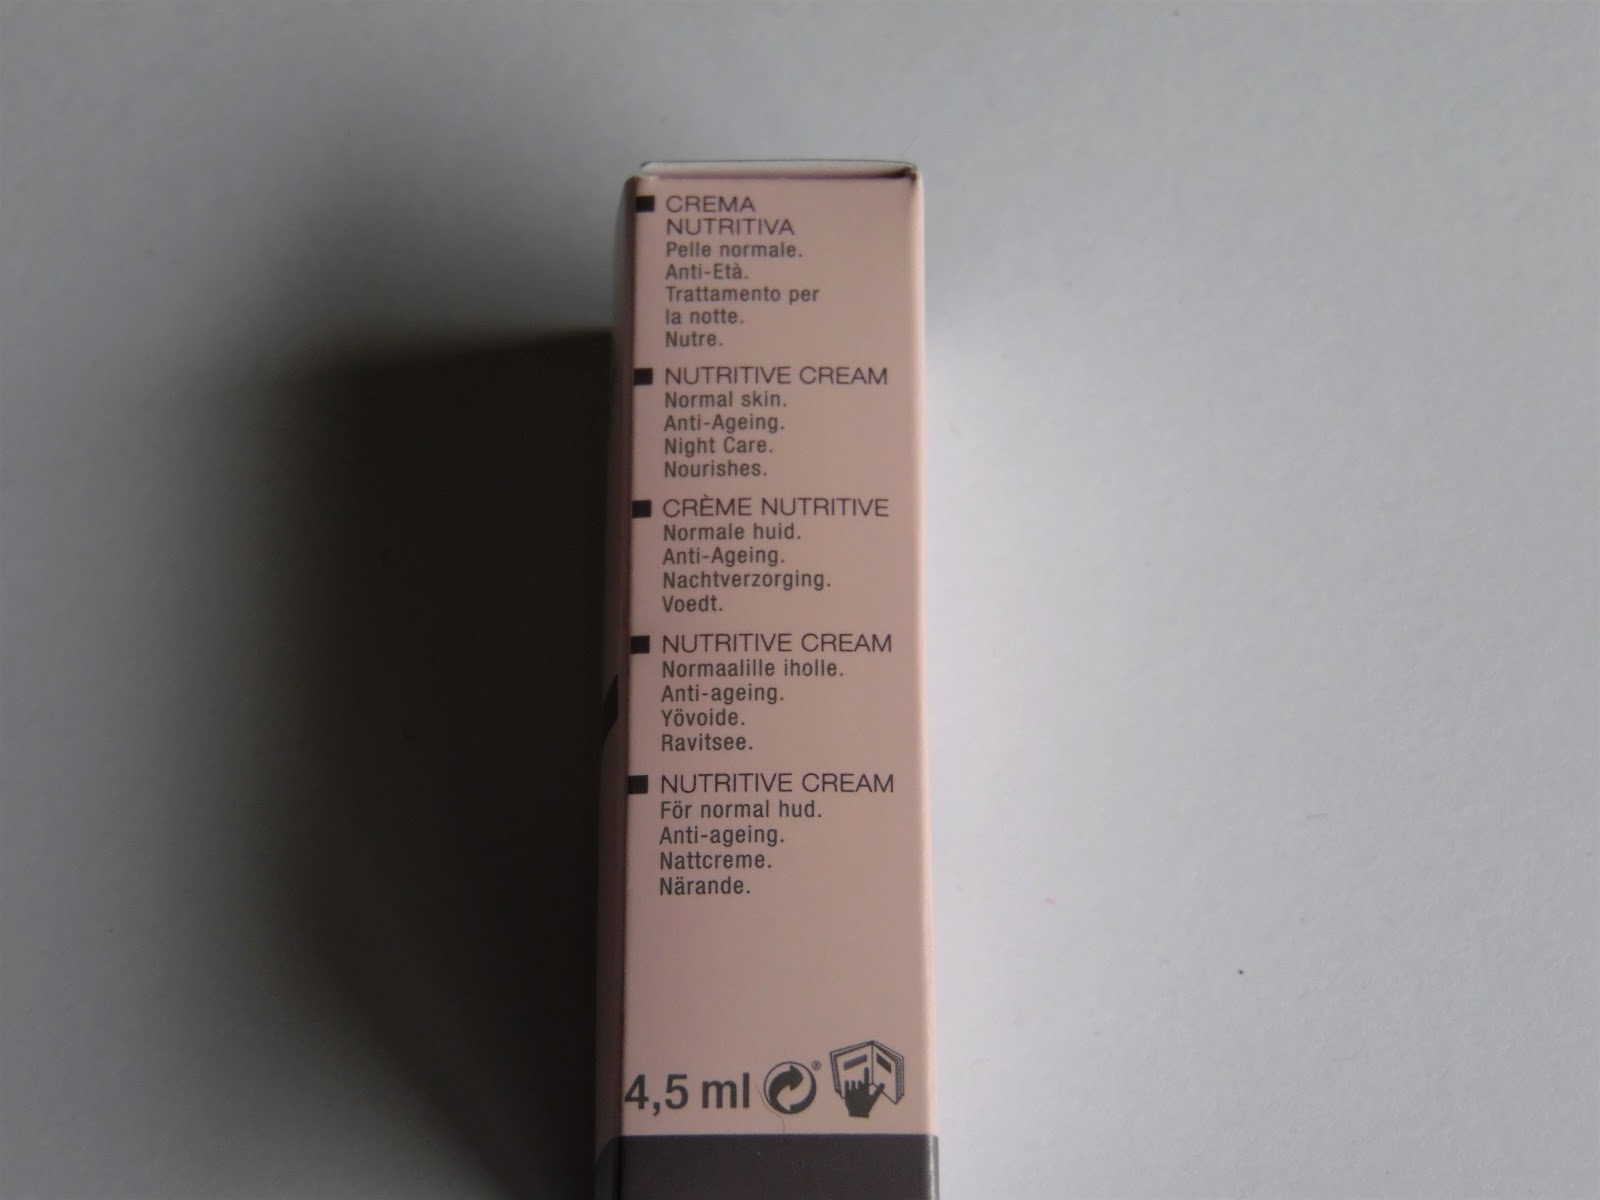 CREMA
NUTRITIVA
Pelle normale.
Anti-Età.
Trattamento per
la notte.
Nutre.
NUTRITIVE CREAM
Normal skin.
Anti-Ageing.
Night Care.
Nourishes.
CRÈME NUTRITIVE
Normale huid.
Anti-Ageing.
Nachtverzorging.
Voedt.
NUTRITIVE CREAM
Normaalille iholle.
Anti-ageing.
Yövoide.
Ravitsee.
NUTRITIVE CREAM
För normal hud.
Anti-ageing.
Nattcreme.
Närande.
4,5 ml ®